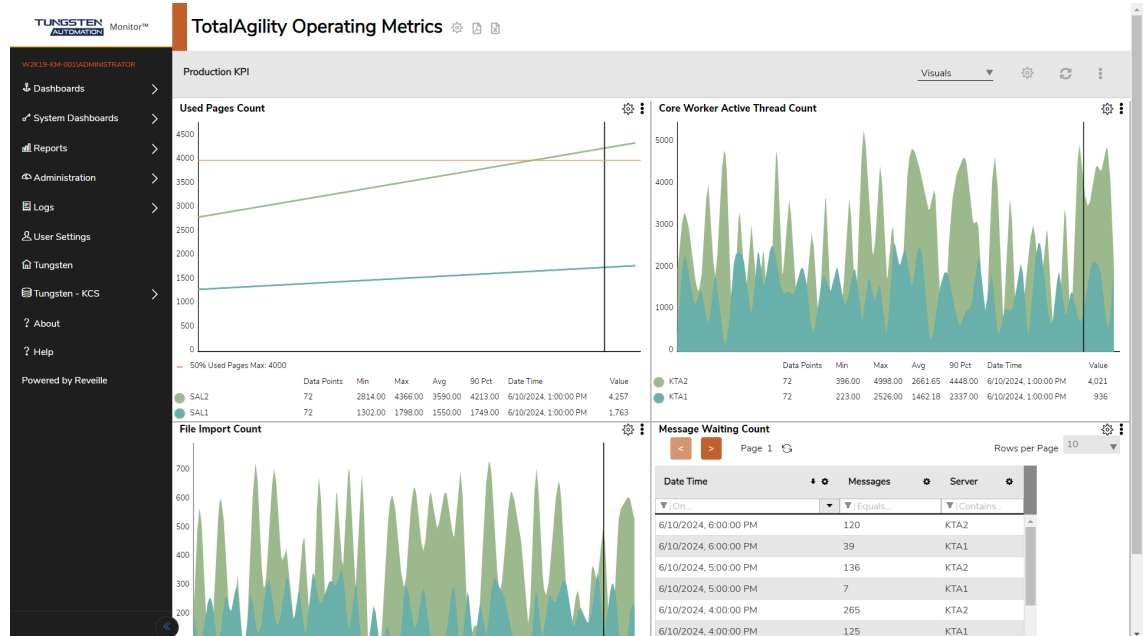 TUNGSTEN
AUTOMATION
Monitor™
TotalAgility Operating Metrics
W2K19-KM-001\ADMINISTRATOR
Dashboards
System Dashboards
Reports
Administration
Logs
User Settings
Tungsten
Tungsten - KCS
? About
? Help
Powered by Reveille
Production KPI
Visuals
Used Pages Count
4500
4000
3500
3000
2500
2000
1500
1000
500
0
50% Used Pages Max: 4000
Data Points Min Max Avg 90 Pct Date Time Value
SAL2 72 2814.00 4366.00 3590.00 4213.00 6/10/2024, 1:00:00 PM 4,257
SAL1 72 1302.00 1798.00 1550.00 1749.00 6/10/2024, 1:00:00 PM 1,763
Core Worker Active Thread Count
5000
4000
3000
2000
1000
0
Data Points Min Max Avg 90 Pct Date Time Value
KTA2 72 396.00 4998.00 2661.65 4448.00 6/10/2024, 1:00:00 PM 4,021
KTA1 72 223.00 2526.00 1462.18 2337.00 6/10/2024, 1:00:00 PM 936
File Import Count
700
600
500
400
300
200
Message Waiting Count
< > Page 1 Rows per Page 10
Date Time Messages Server
On... Equals... Contains...
6/10/2024, 6:00:00 PM 120 KTA2
6/10/2024, 6:00:00 PM 39 KTA1
6/10/2024, 5:00:00 PM 136 KTA2
6/10/2024, 5:00:00 PM 7 KTA1
6/10/2024, 4:00:00 PM 265 KTA2
6/10/2024, 4:00:00 PM 125 KTA1